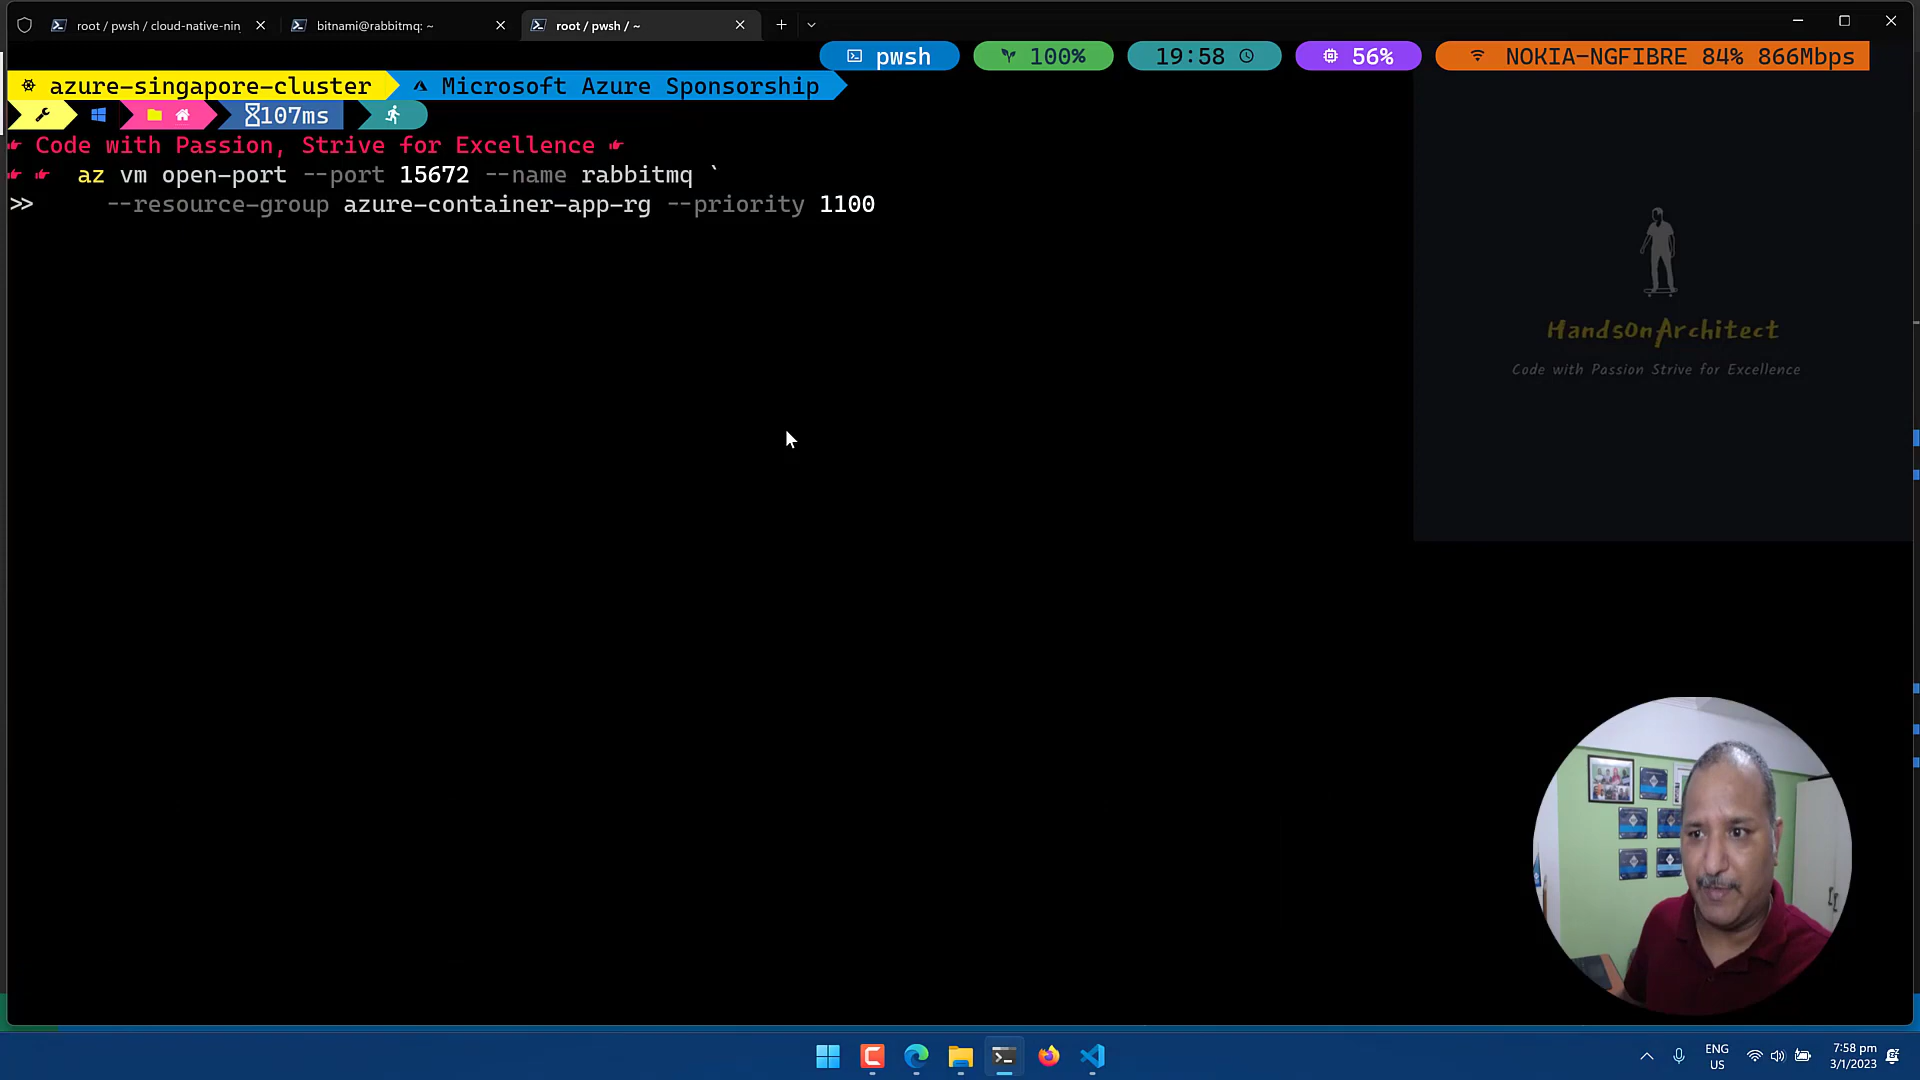 root / pwsh / cloud-native-nin
bitnami@rabbitmq: ~
root / pwsh / ~
pwsh
100%
19:58
56%
NOKIA-NGFIBRE 84% 866Mbps
azure-singapore-cluster
Microsoft Azure Sponsorship
107ms
Code with Passion, Strive for Excellence
az vm open-port --port 15672 --name rabbitmq `
>> --resource-group azure-container-app-rg --priority 1100
HandsOnArchitect
Code with Passion Strive for Excellence
ENG
US
7:58 pm
3/1/2023